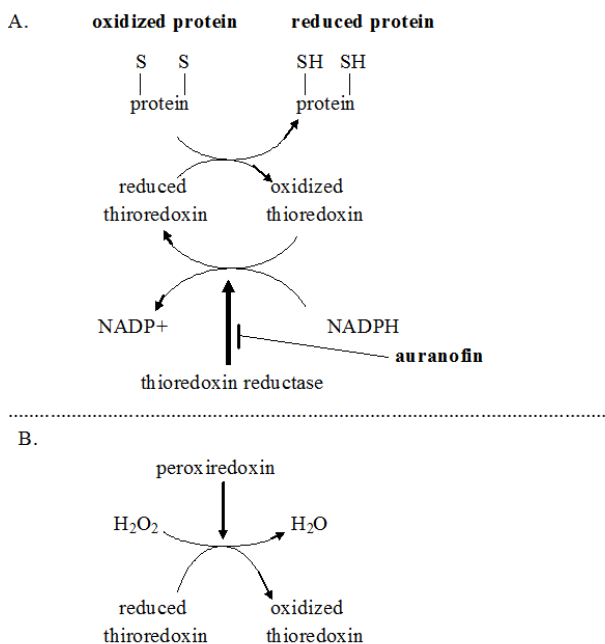 A. oxidized protein reduced protein
S S SH SH
protein protein
reduced oxidized
thiroredoxin thioredoxin
NADP+ NADPH
auranofin
thioredoxin reductase
B.
peroxiredoxin
H₂O₂ H₂O
reduced oxidized
thiroredoxin thioredoxin